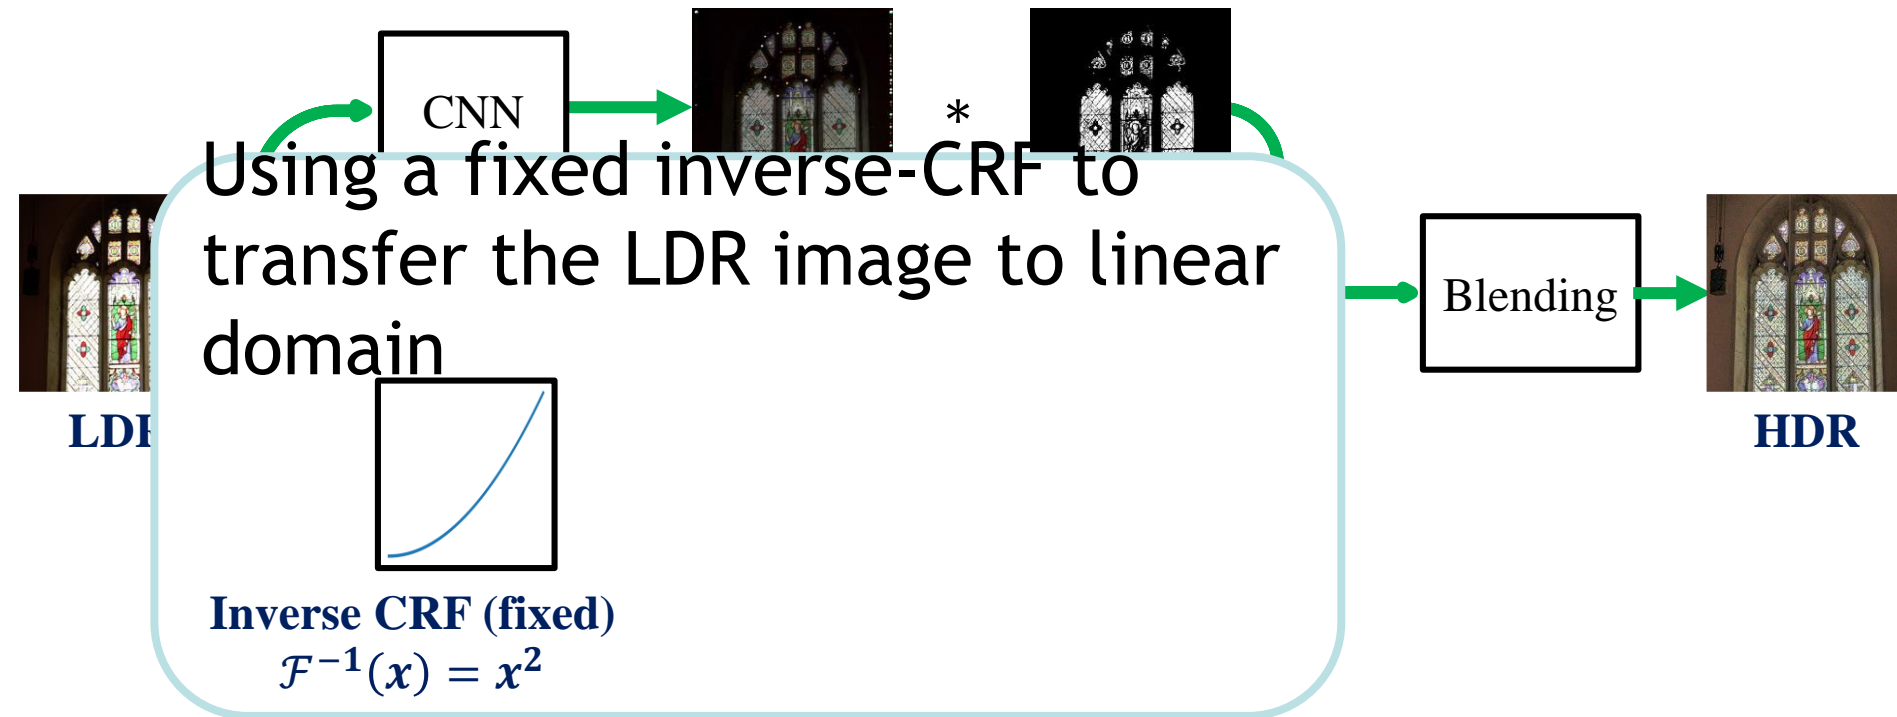 CNN
*
Using a fixed inverse-CRF to
transfer the LDR image to linear
domain
Blending
LDR
HDR
Inverse CRF (fixed)
ℱ⁻¹(x) = x²